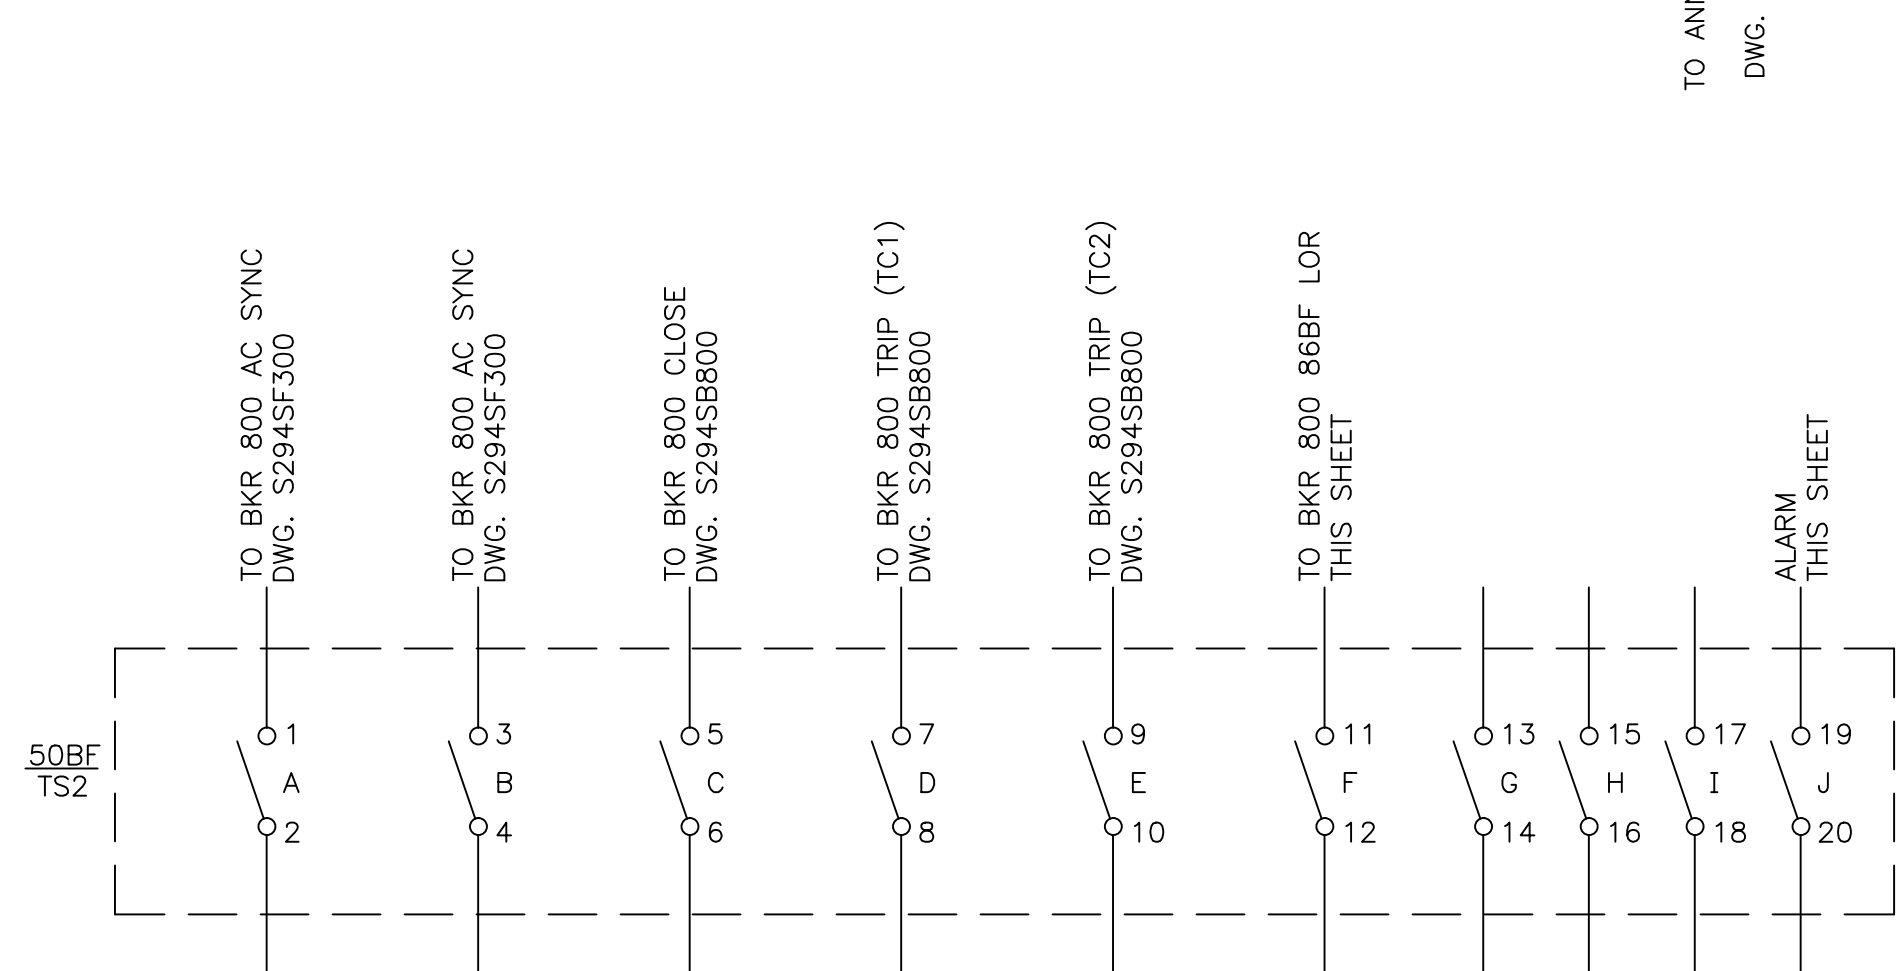 TO
DWG.
TO BKR 800 AC SYNC
DWG. S294SF300
TO BKR 800 AC SYNC
DWG. S294SF300
TO BKR 800 CLOSE
DWG. S294SB800
TO BKR 800 TRIP (TC1)
DWG. S294SB800
TO BKR 800 TRIP (TC2)
DWG. S294SB800
TO BKR 800 86BF LOR
THIS SHEET
ALARM
THIS SHEET
50BF
TS2
1
A
2
3
B
4
5
C
6
7
D
8
9
E
10
11
F
12
13
G
14
15
H
16
17
I
18
19
J
20